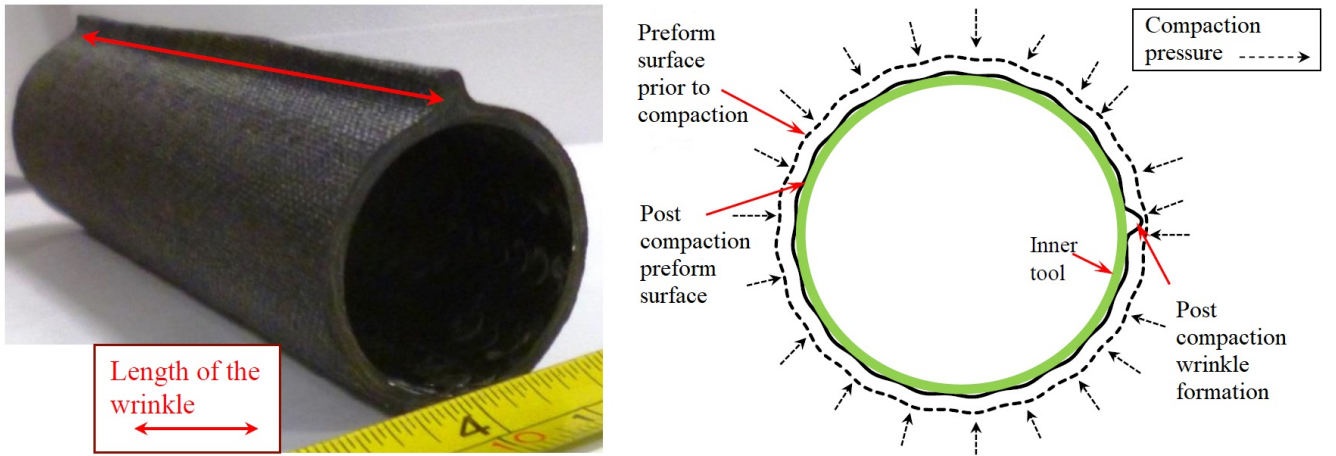 Length of the
wrinkle
4
10
Preform
surface
prior to
compaction
Compaction
pressure
Post
compaction
preform
surface
Inner
tool
Post
compaction
wrinkle
formation